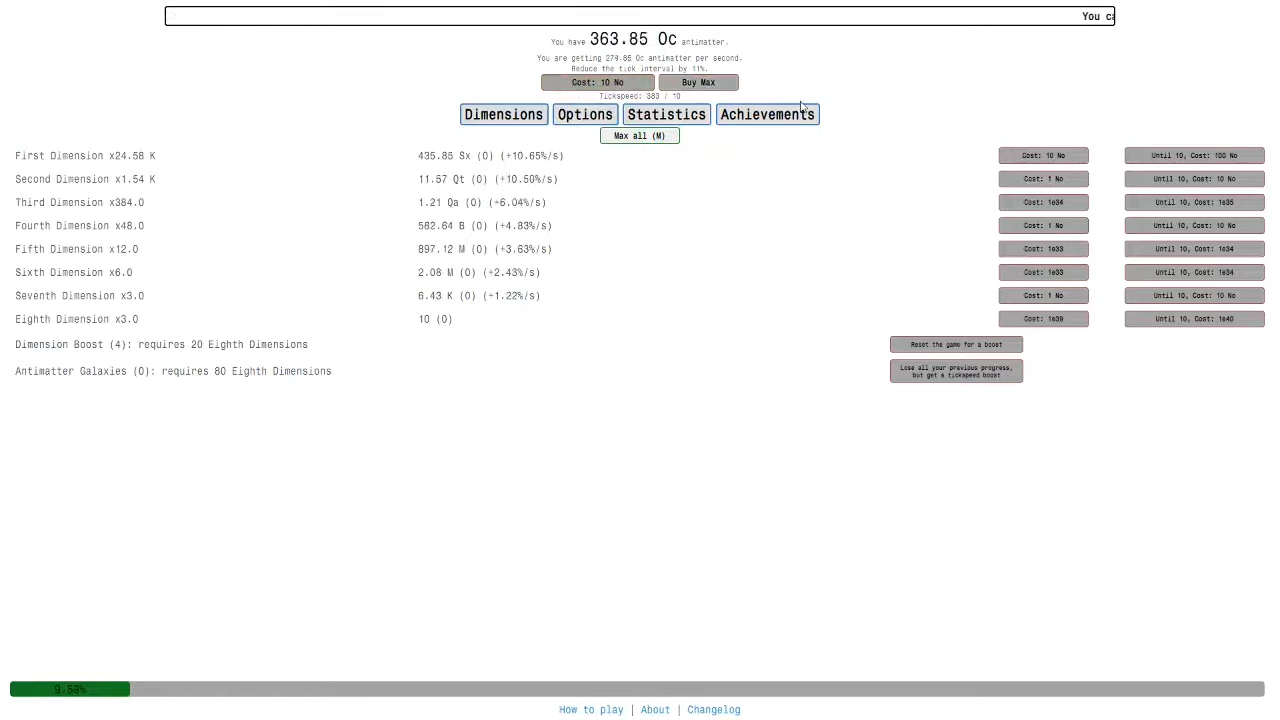 You ca
You have 363.85 Oc antimatter.
You are getting 274.85 Oc antimatter per second.
Reduce the tick interval by 11%.
Cost: 10 No Buy Max
Tickspeed: 383 / 10
Dimensions Options Statistics Achievements
Max all (M)
First Dimension x24.58 K 435.85 Sx (0) (+10.65%/s) Cost: 10 No Until 10, Cost: 100 No
Second Dimension x1.54 K 11.57 Qt (0) (+10.50%/s) Cost: 1 No Until 10, Cost: 10 No
Third Dimension x384.0 1.21 Qa (0) (+6.04%/s) Cost: 1e34 Until 10, Cost: 1e35
Fourth Dimension x48.0 582.64 B (0) (+4.83%/s) Cost: 1 No Until 10, Cost: 10 No
Fifth Dimension x12.0 897.12 M (0) (+3.63%/s) Cost: 1e33 Until 10, Cost: 1e34
Sixth Dimension x6.0 2.08 M (0) (+2.43%/s) Cost: 1e33 Until 10, Cost: 1e34
Seventh Dimension x3.0 6.43 K (0) (+1.22%/s) Cost: 1 No Until 10, Cost: 10 No
Eighth Dimension x3.0 10 (0) Cost: 1e39 Until 10, Cost: 1e40
Dimension Boost (4): requires 20 Eighth Dimensions Reset the game for a boost
Antimatter Galaxies (0): requires 80 Eighth Dimensions Lose all your previous progress,
but get a tickspeed boost
9.59%
How to play | About | Changelog